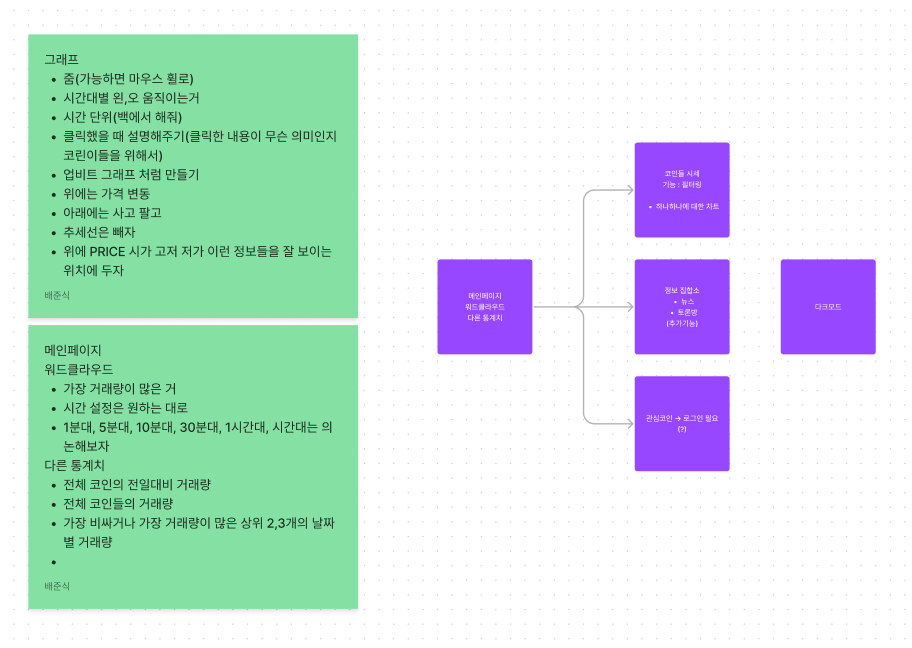 그래프
• 줌(가능하면 마우스 휠로)
• 시간대별 왼,오 움직이는거
• 시간 단위(백에서 해줘)
• 클릭했을 때 설명해주기(클릭한 내용이 무슨 의미인지
코린이들을 위해서)
• 업비트 그래프 처럼 만들기
• 위에는 가격 변동
• 아래에는 사고 팔고
• 추세선은 빼자
• 위에 PRICE 시가 고저 저가 이런 정보들을 잘 보이는
위치에 두자
배준식
메인페이지
워드클라우드
• 가장 거래량이 많은 거
• 시간 설정은 원하는 대로
• 1분대, 5분대, 10분대, 30분대, 1시간대, 시간대는 의
논해보자
다른 통계치
• 전체 코인의 전일대비 거래량
• 전체 코인들의 거래량
• 가장 비싸거나 가장 거래량이 많은 상위 2,3개의 날짜
별 거래량
•
배준식
메인페이지
워드클라우드
다른 통계치
코인들 시세
기능 : 필터링
• 하나하나에 대한 차트
정보 집합소
• 뉴스
• 토론방
(추가기능)
관심코인 → 로그인 필요
(?)
다크모드